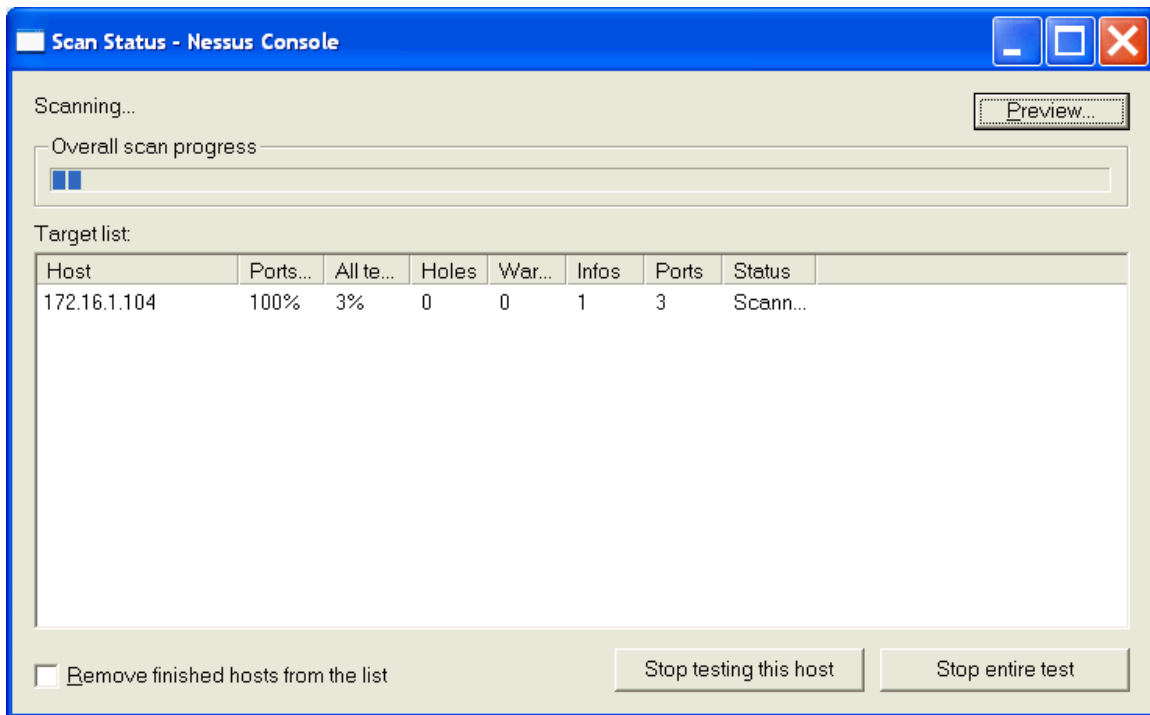 Scan Status - Nessus Console
Scanning...
Preview...
Overall scan progress
Target list:
Host Ports... All te... Holes War... Infos Ports Status
172.16.1.104 100% 3% 0 0 1 3 Scann...
Remove finished hosts from the list
Stop testing this host
Stop entire test